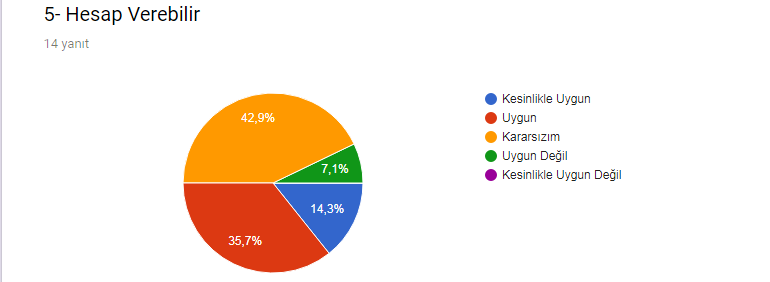 5- Hesap Verebilir
14 yanıt
42,9%
7,1%
14,3%
35,7%
Kesinlikle Uygun
Uygun
Kararsızım
Uygun Değil
Kesinlikle Uygun Değil